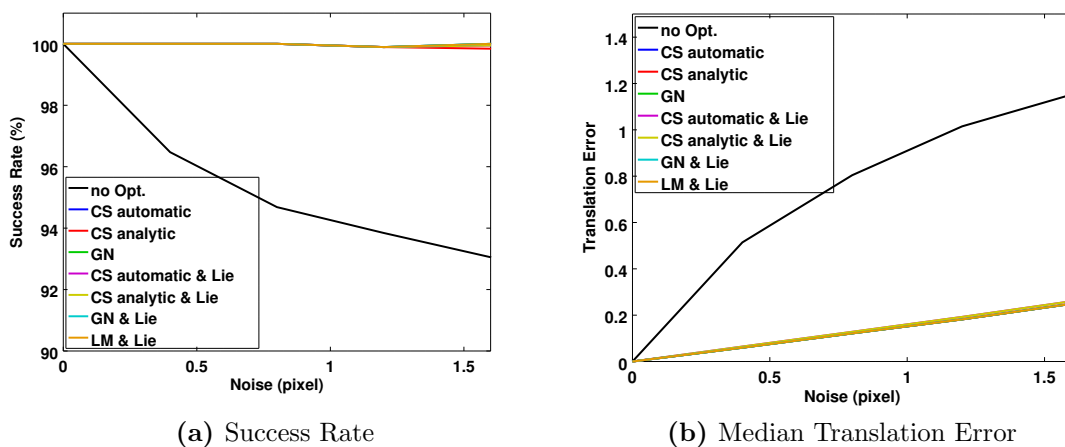 100
98
96
94
92
90
Success Rate (%)
no Opt.
CS automatic
CS analytic
GN
CS automatic & Lie
CS analytic & Lie
GN & Lie
LM & Lie
0 0.5 1 1.5
Noise (pixel)
(a) Success Rate
1.4
1.2
1
0.8
0.6
0.4
0.2
0
Translation Error
no Opt.
CS automatic
CS analytic
GN
CS automatic & Lie
CS analytic & Lie
GN & Lie
LM & Lie
0 0.5 1 1.5
Noise (pixel)
(b) Median Translation Error